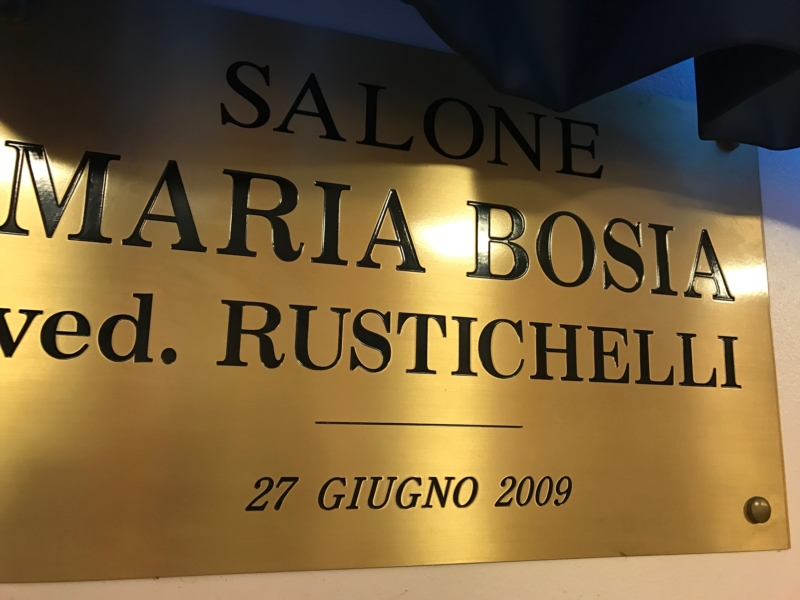 SALONE
MARIA BOSIA
ved. RUSTICHELLI
27 GIUGNO 2009